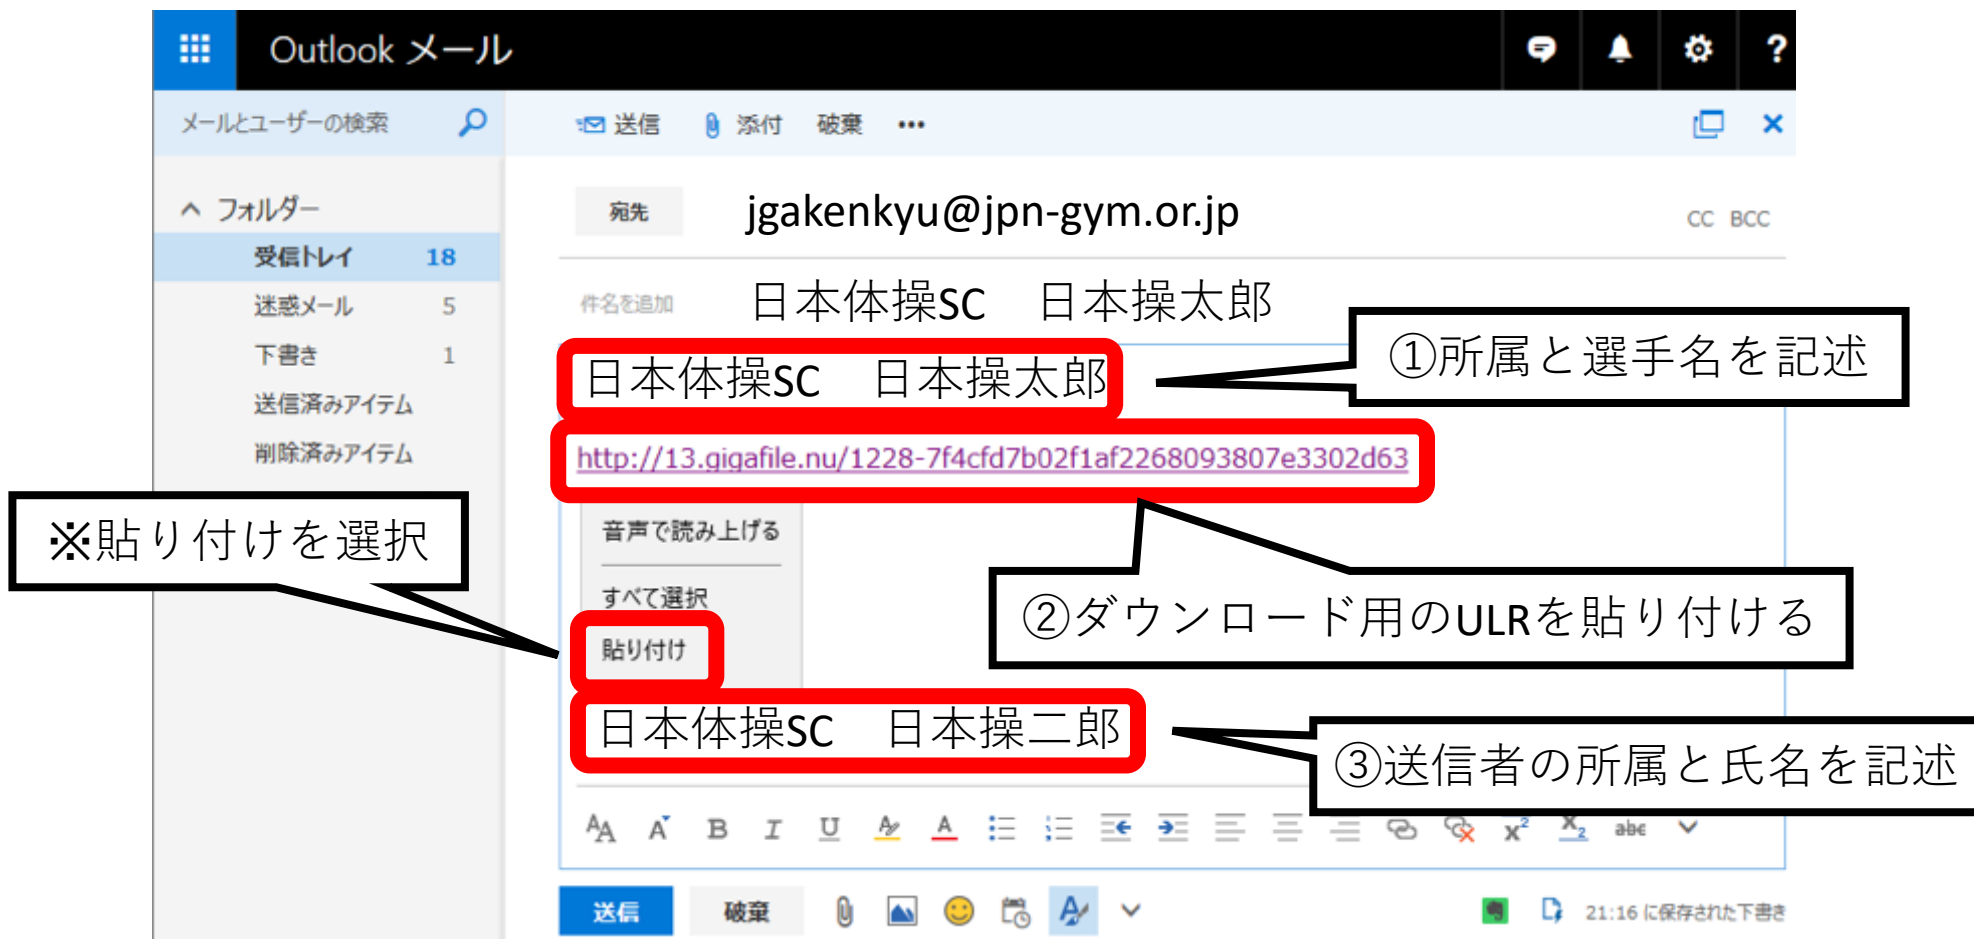 Outlook メール
?
メールとユーザーの検索
送信 添付 破棄 •••
フォルダー
宛先 jgakenkyu@jpn-gym.or.jp CC BCC
受信トレイ 18
件名を追加 日本体操SC 日本操太郎
迷惑メール 5
下書き 1
日本体操SC 日本操太郎
①所属と選手名を記述
送信済みアイテム
削除済みアイテム
http://13.gigafile.nu/1228-7f4cfd7b02f1af2268093807e3302d63
※貼り付けを選択
音声で読み上げる
すべて選択
②ダウンロード用のULRを貼り付ける
貼り付け
日本体操SC 日本操二郎
③送信者の所属と氏名を記述
AA A B I U A A x² X₂ abc
送信 破棄 A 21:16 に保存された下書き